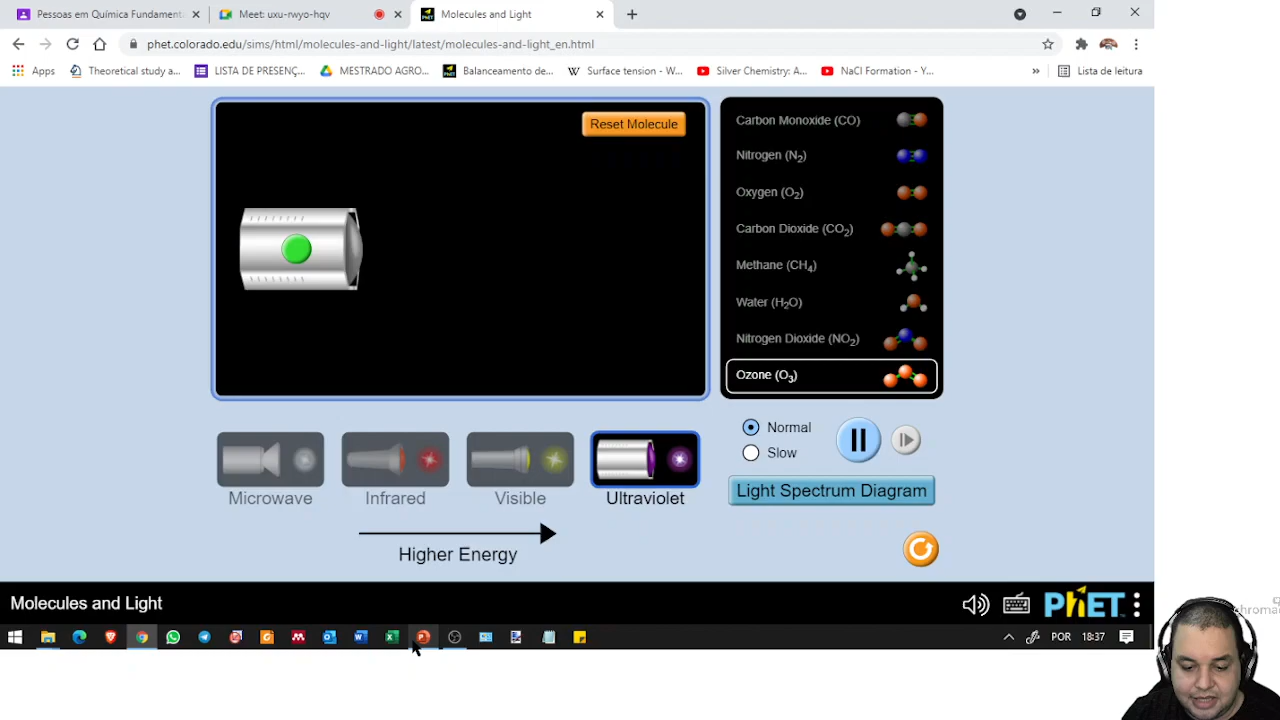 Pessoas em Química Fundament
Meet: uxu-rwyo-hqv
Molecules and Light
phet.colorado.edu/sims/html/molecules-and-light/latest/molecules-and-light_en.html
Apps
Theoretical study a...
LISTA DE PRESENÇ...
MESTRADO AGRO...
Balanceamento de...
Surface tension - W...
Silver Chemistry: A...
NaCl Formation - Y...
»
Lista de leitura
Reset Molecule
Carbon Monoxide (CO)
Nitrogen (N₂)
Oxygen (O₂)
Carbon Dioxide (CO₂)
Methane (CH₄)
Water (H₂O)
Nitrogen Dioxide (NO₂)
Ozone (O₃)
Normal
Slow
Microwave
Infrared
Visible
Ultraviolet
Light Spectrum Diagram
Higher Energy
Molecules and Light
PhET
POR
18:37